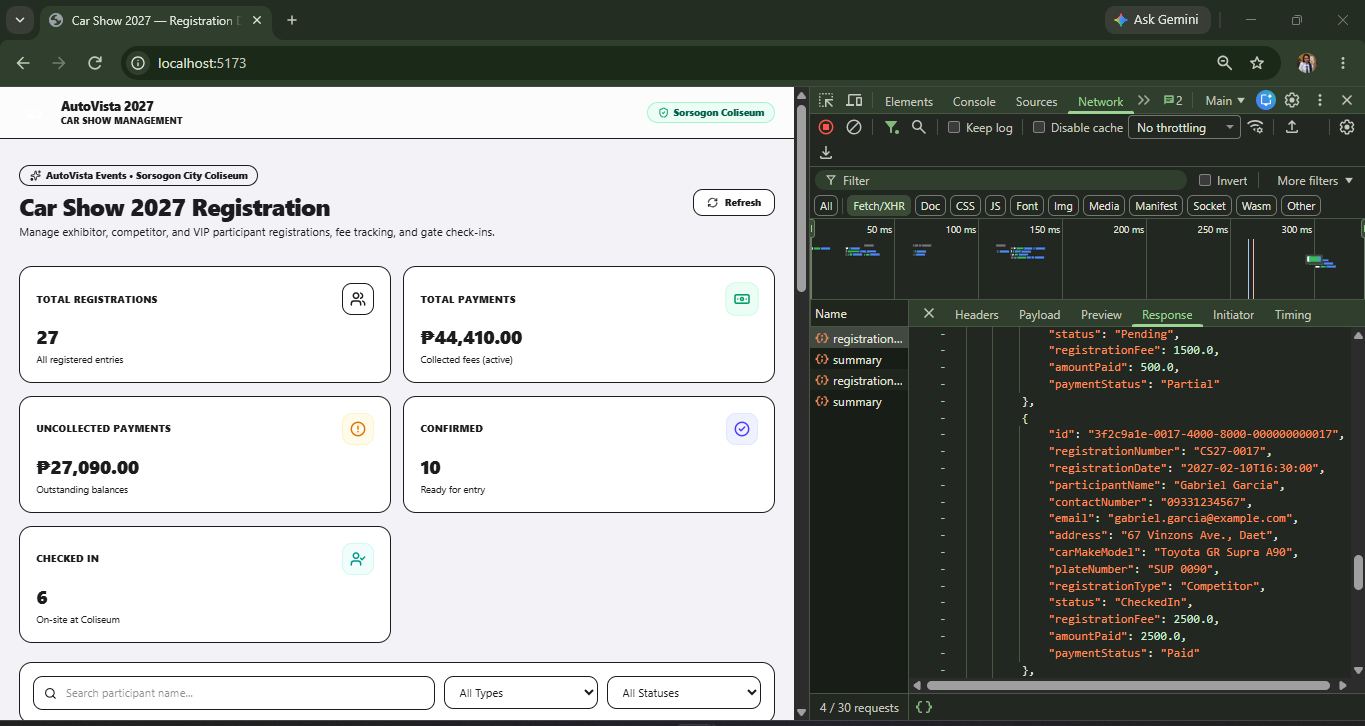 Car Show 2027 — Registration
Ask Gemini
localhost:5173
AutoVista 2027
CAR SHOW MANAGEMENT
Sorsogon Coliseum
AutoVista Events • Sorsogon City Coliseum
Car Show 2027 Registration
Refresh
Manage exhibitor, competitor, and VIP participant registrations, fee tracking, and gate check-ins.
TOTAL REGISTRATIONS
27
All registered entries
TOTAL PAYMENTS
₱44,410.00
Collected fees (active)
UNCOLLECTED PAYMENTS
₱27,090.00
Outstanding balances
CONFIRMED
10
Ready for entry
CHECKED IN
6
On-site at Coliseum
Search participant name...
All Types
All Statuses
Elements Console Sources Network 2 Main
Keep log Disable cache No throttling
Filter Invert More filters
All Fetch/XHR Doc CSS JS Font Img Media Manifest Socket Wasm Other
50 ms 100 ms 150 ms 200 ms 250 ms 300 ms
Name
registration...
summary
registration...
summary
Headers Payload Preview Response Initiator Timing
- "status": "Pending",
- "registrationFee": 1500.0,
- "amountPaid": 500.0,
- "paymentStatus": "Partial"
- },
- {
- "id": "3f2c9a1e-0017-4000-8000-000000000017",
- "registrationNumber": "CS27-0017",
- "registrationDate": "2027-02-10T16:30:00",
- "participantName": "Gabriel Garcia",
- "contactNumber": "09331234567",
- "email": "gabriel.garcia@example.com",
- "address": "67 Vinzons Ave., Daet",
- "carMakeModel": "Toyota GR Supra A90",
- "plateNumber": "SUP 0090",
- "registrationType": "Competitor",
- "status": "CheckedIn",
- "registrationFee": 2500.0,
- "amountPaid": 2500.0,
- "paymentStatus": "Paid"
- },
4 / 30 requests {}